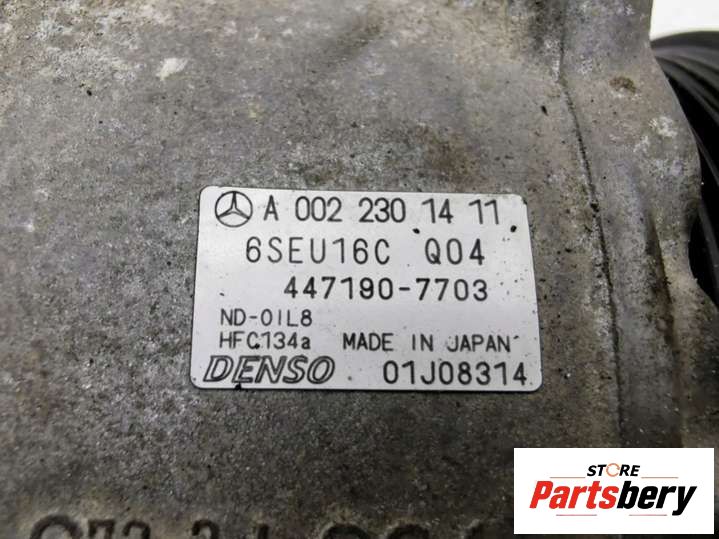 A 002 230 14 11
6SEU16C Q04
447190-7703
ND-OIL8
HFC134a MADE IN JAPAN
DENSO 01J08314
STORE
Partsbery